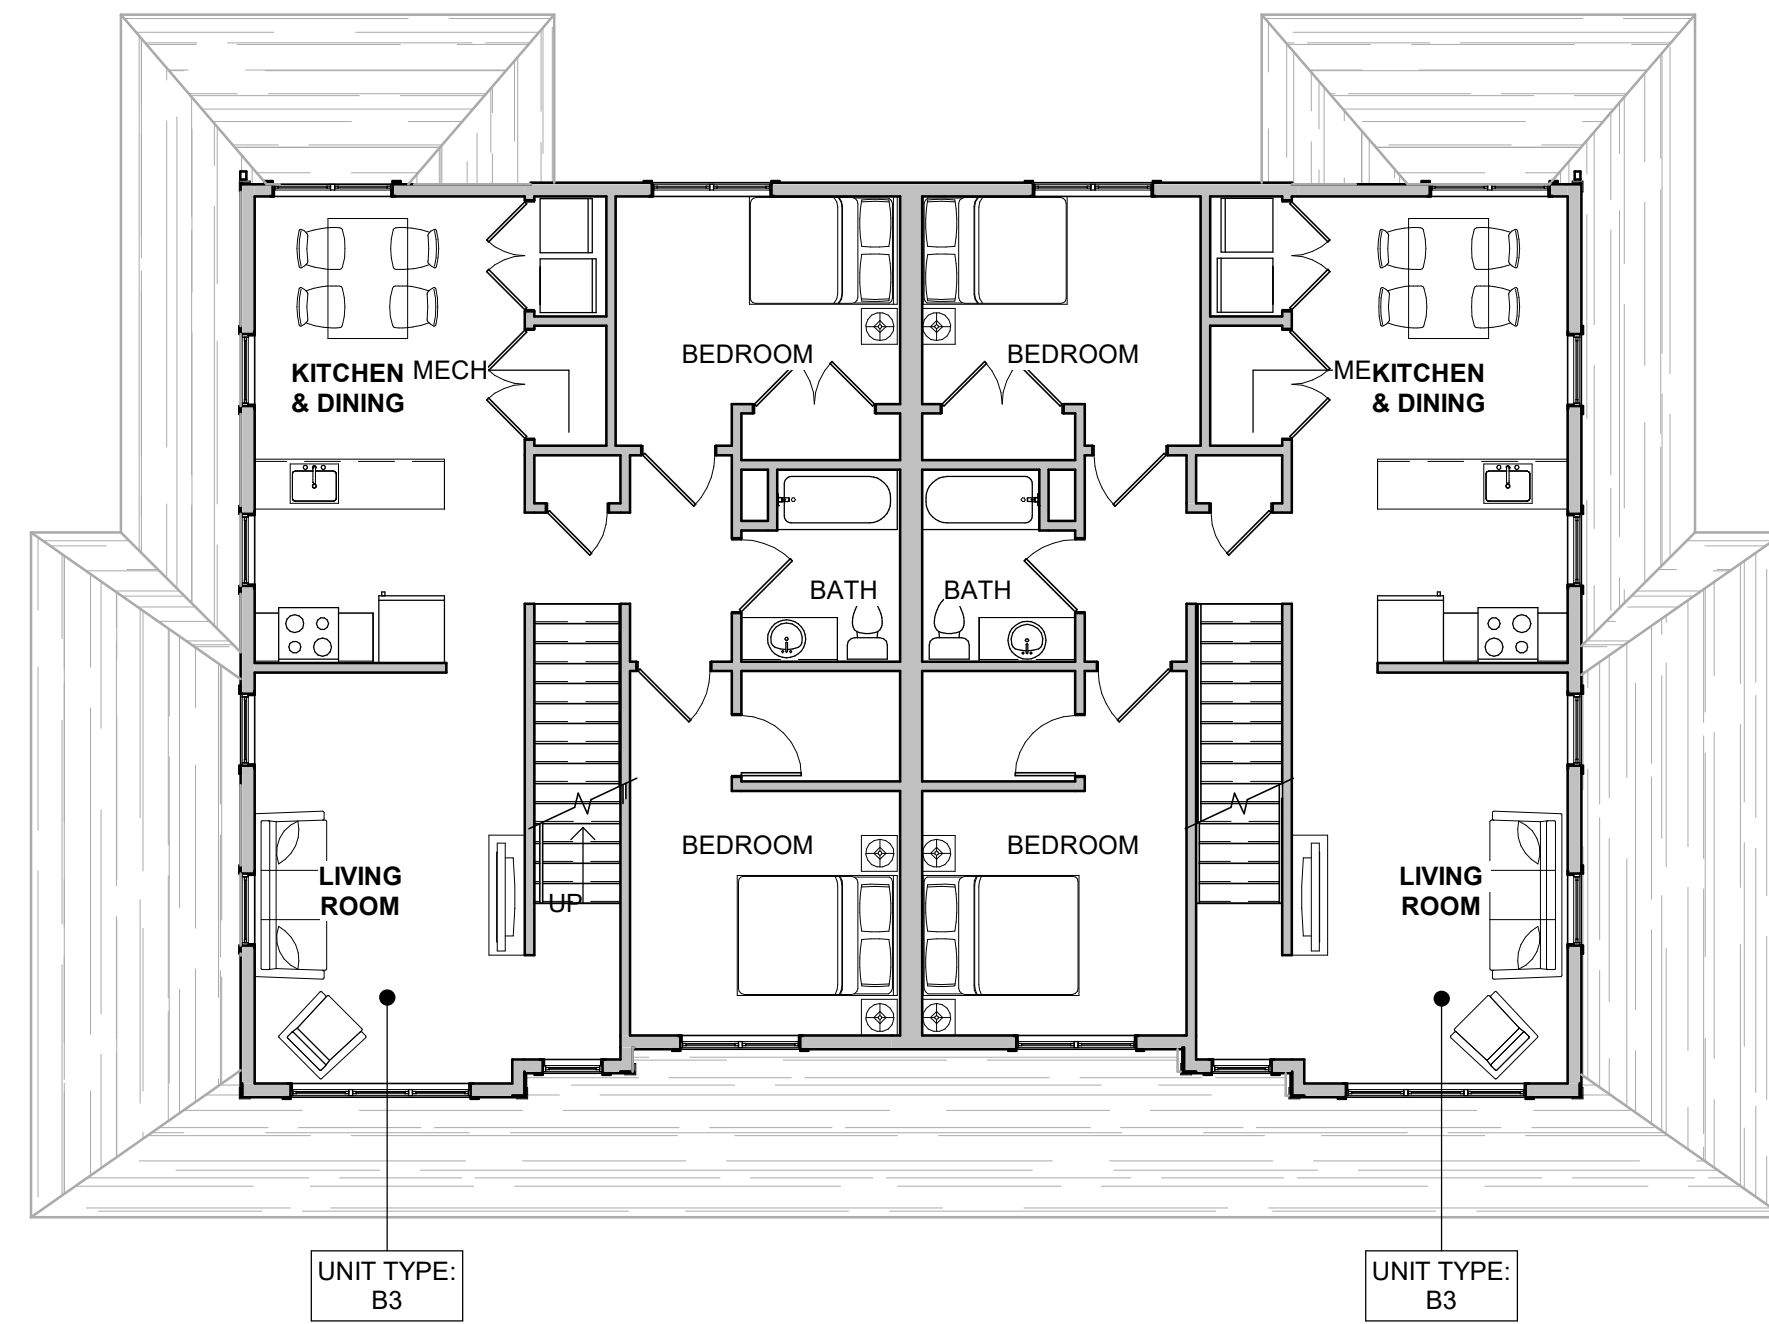 BEDROOM
BEDROOM
KITCHEN
& DINING
MECH
ME
KITCHEN
& DINING
BATH
BATH
BEDROOM
BEDROOM
LIVING
ROOM
UP
LIVING
ROOM
UNIT TYPE:
B3
UNIT TYPE:
B3